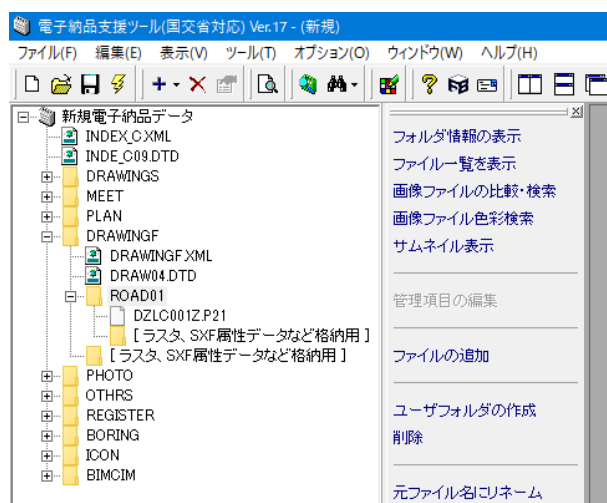 電子納品支援ツール(国交省対応) Ver.17 - (新規)
ファイル(F) 編集(E) 表示(V) ツール(T) オプション(O) ウィンドウ(W) ヘルプ(H)
新規電子納品データ
INDEX_C.XML
INDE_C09.DTD
DRAWINGS
MEET
PLAN
DRAWINGF
DRAWINGF.XML
DRAW04.DTD
ROAD01
DZLC001Z.P21
[ラスタ、SXF属性データなど格納用]
[ラスタ、SXF属性データなど格納用]
PHOTO
OTHRS
REGISTER
BORING
ICON
BIMCIM
フォルダ情報の表示
ファイル一覧を表示
画像ファイルの比較・検索
画像ファイル色彩検索
サムネイル表示
管理項目の編集
ファイルの追加
ユーザフォルダの作成
削除
元ファイル名にリネーム